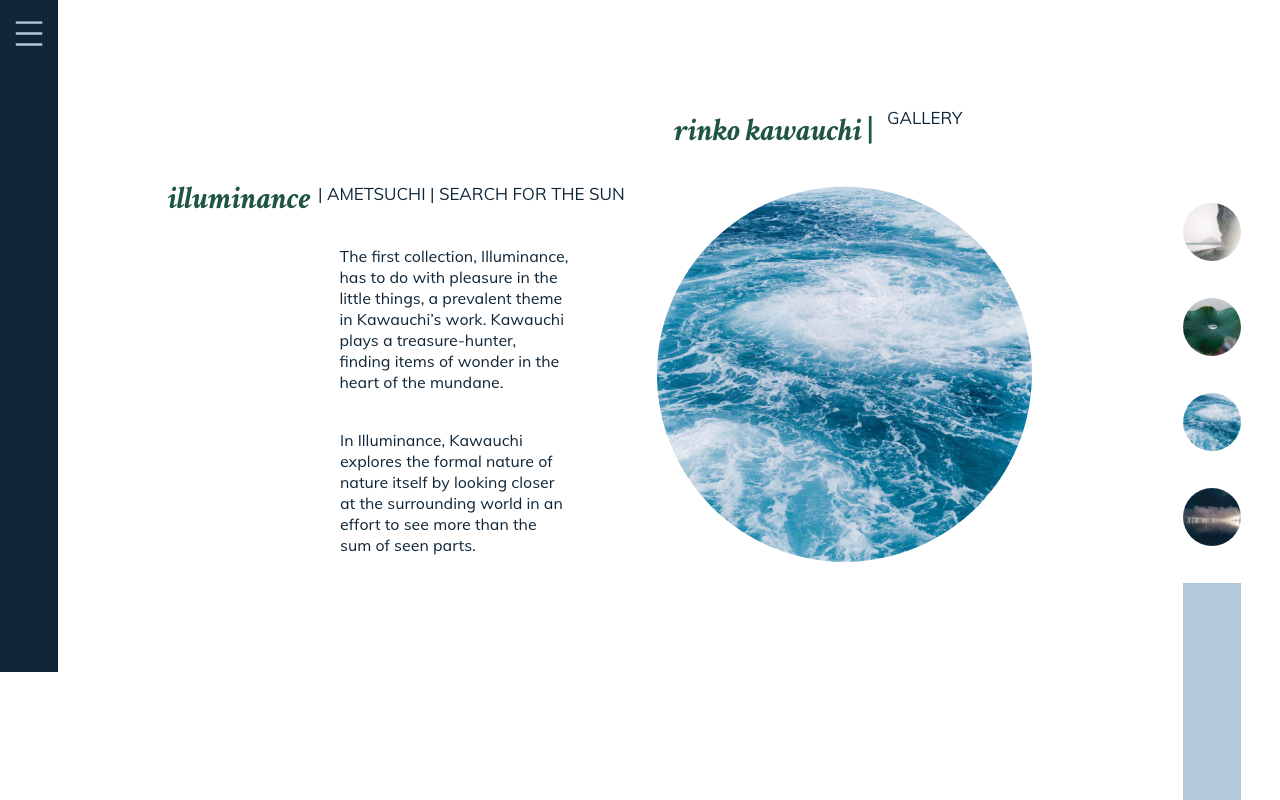 rinko kawauchi | GALLERY
illuminance | AMETSUCHI | SEARCH FOR THE SUN
The first collection, Illuminance,
has to do with pleasure in the
little things, a prevalent theme
in Kawauchi’s work. Kawauchi
plays a treasure-hunter,
finding items of wonder in the
heart of the mundane.
In Illuminance, Kawauchi
explores the formal nature of
nature itself by looking closer
at the surrounding world in an
effort to see more than the
sum of seen parts.